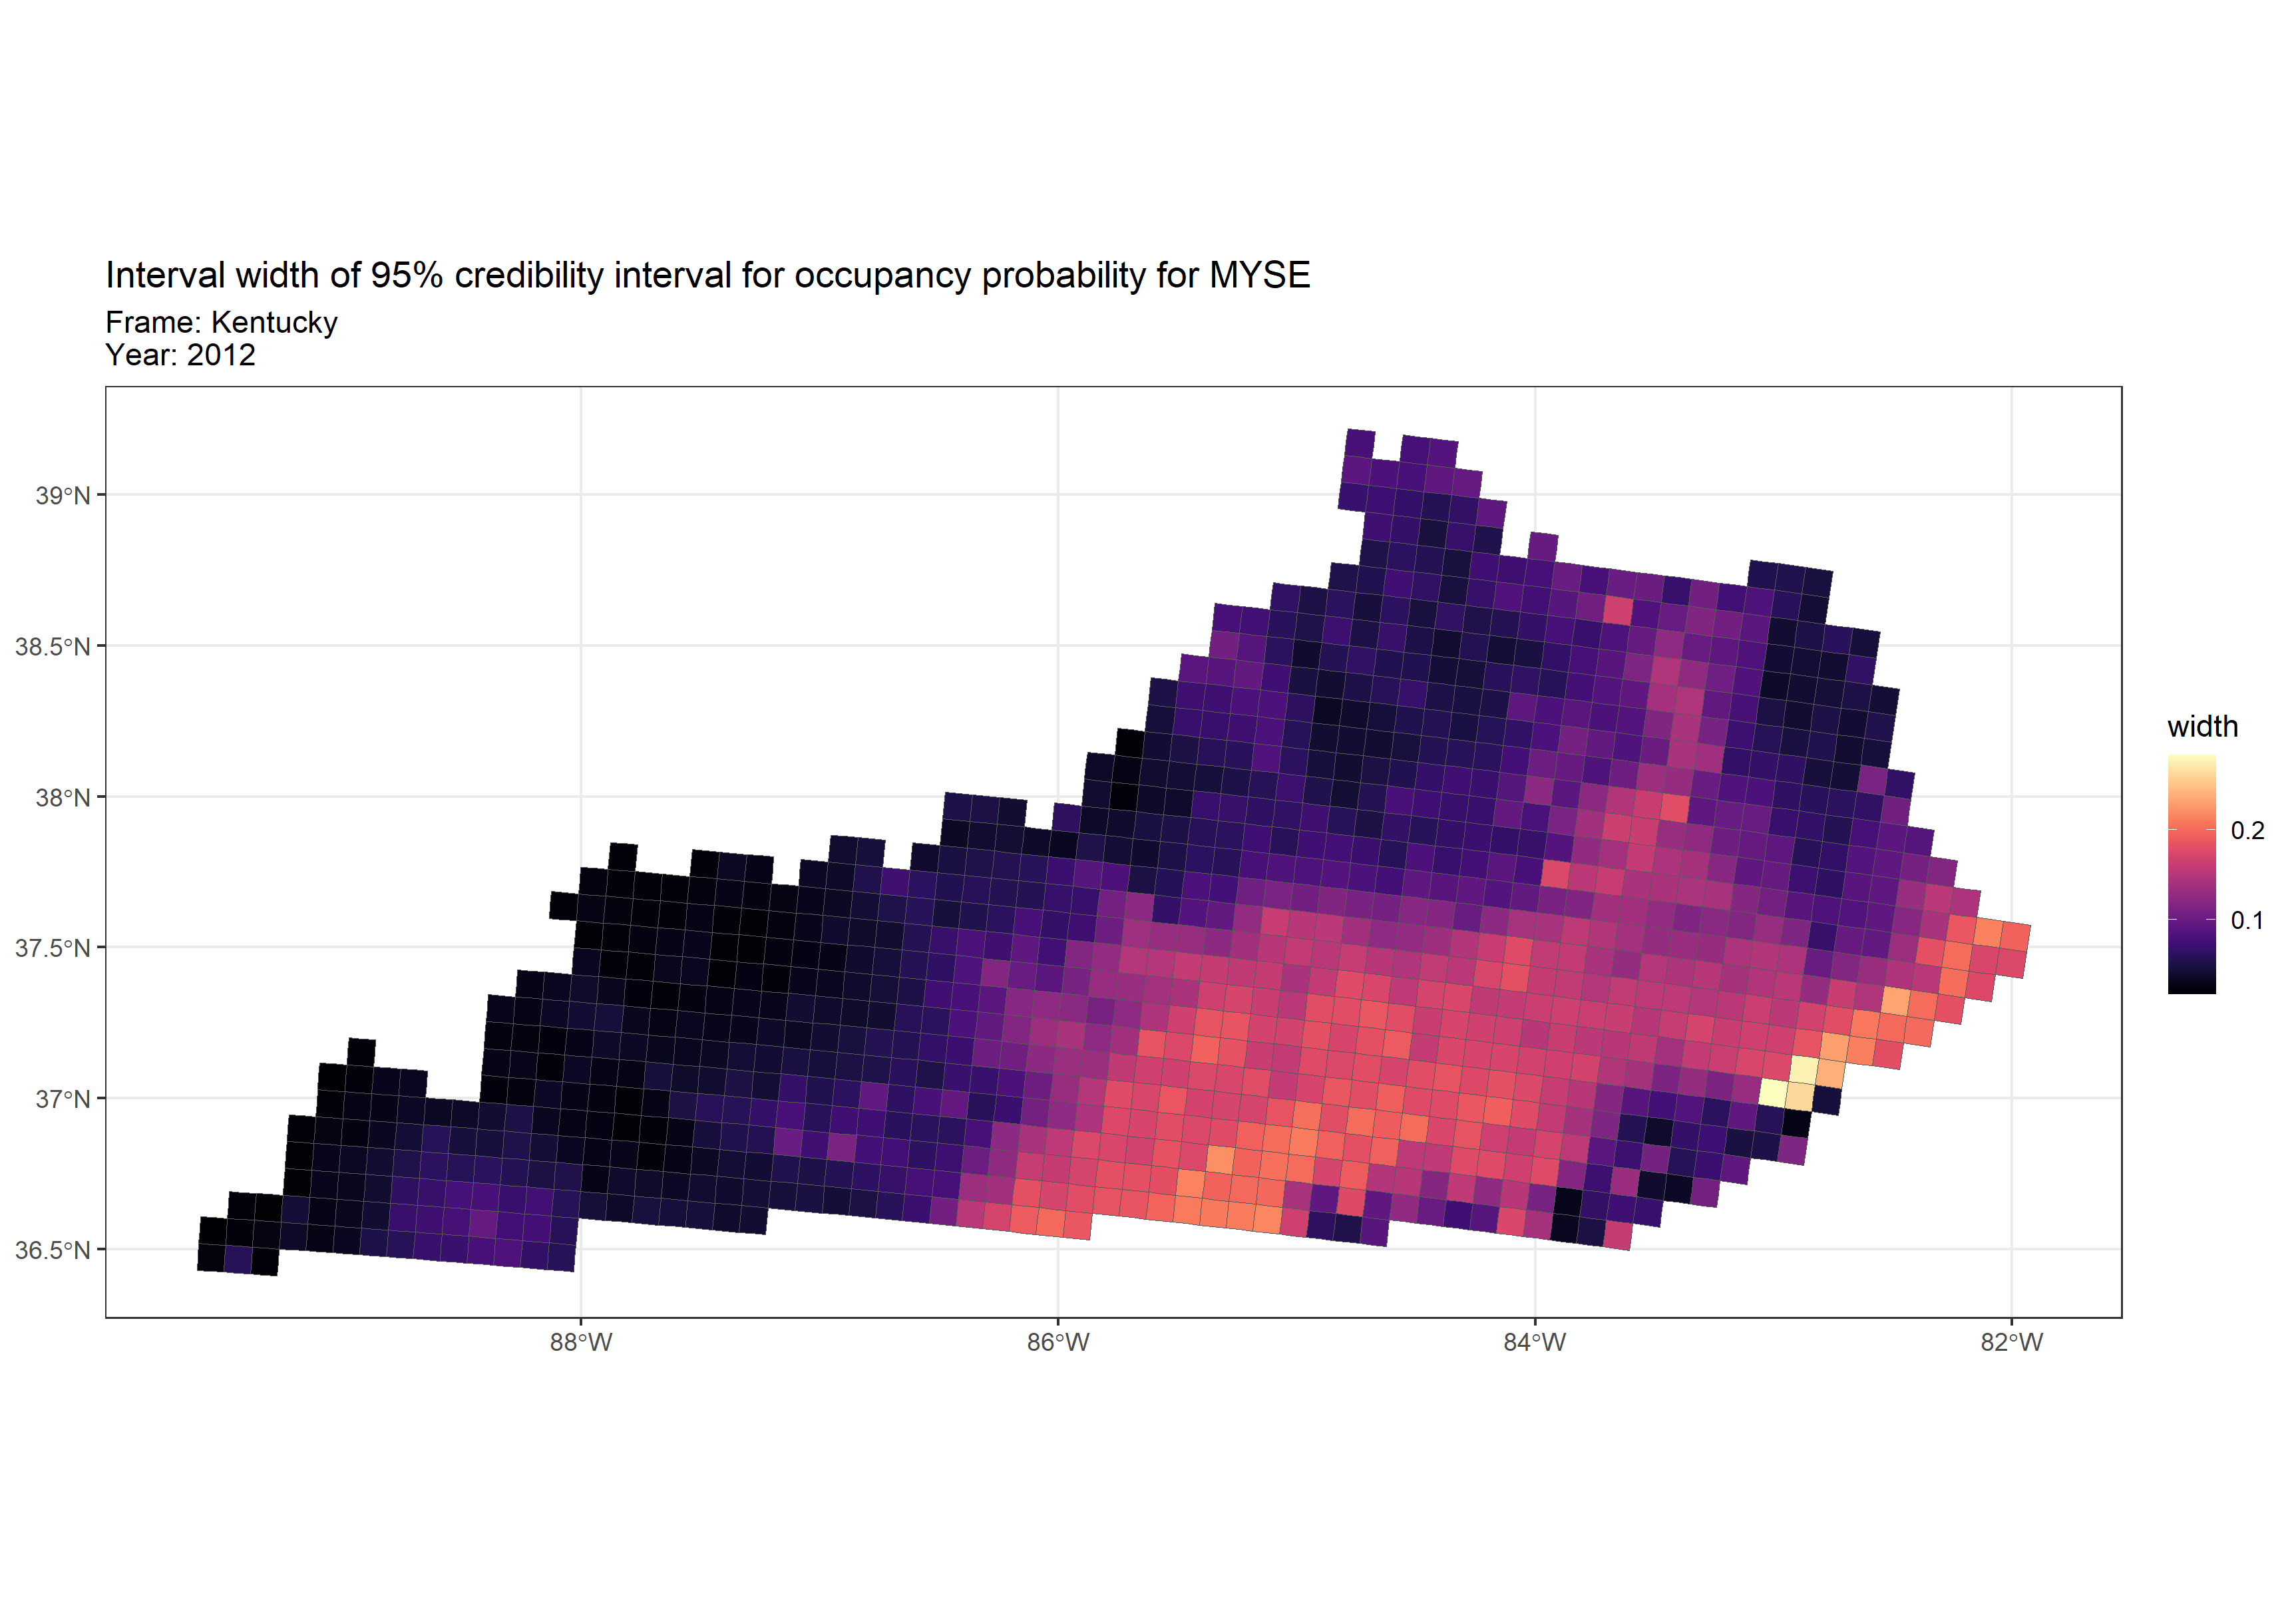 Interval width of 95% credibility interval for occupancy probability for MYSE
Frame: Kentucky
Year: 2012
39°N
38.5°N
38°N
37.5°N
37°N
36.5°N
88°W
86°W
84°W
82°W
width
0.2
0.1